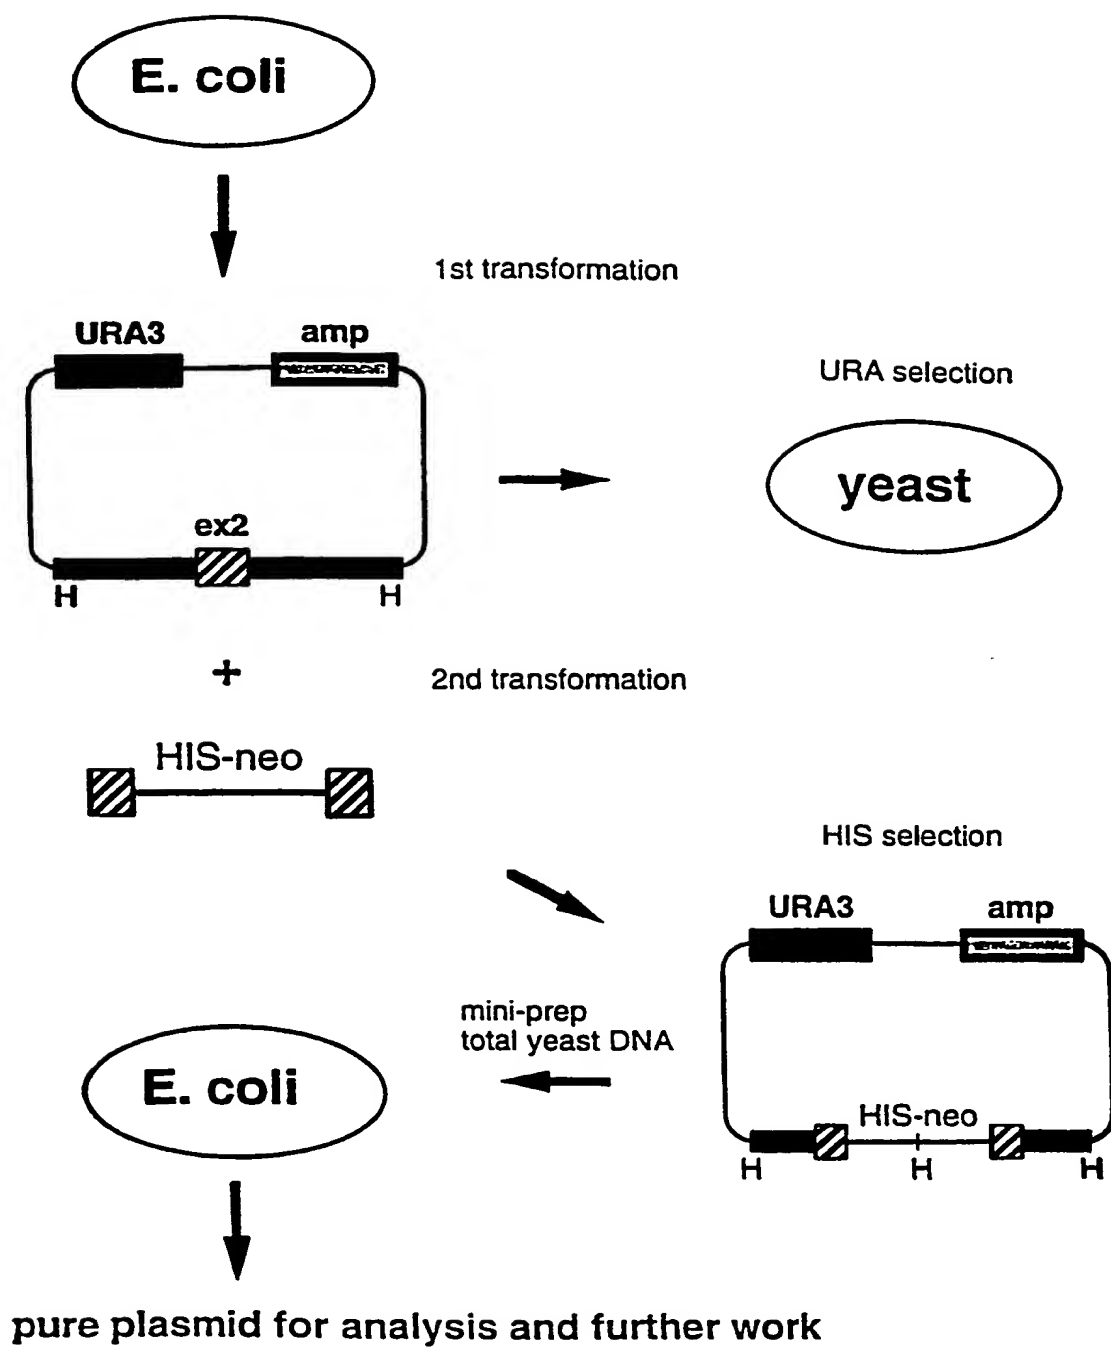 E. coli
1st transformation
URA3 amp
URA selection
yeast
ex2
H H
+
2nd transformation
HIS-neo
HIS selection
URA3 amp
mini-prep
total yeast DNA
E. coli
HIS-neo
H H H
pure plasmid for analysis and further work